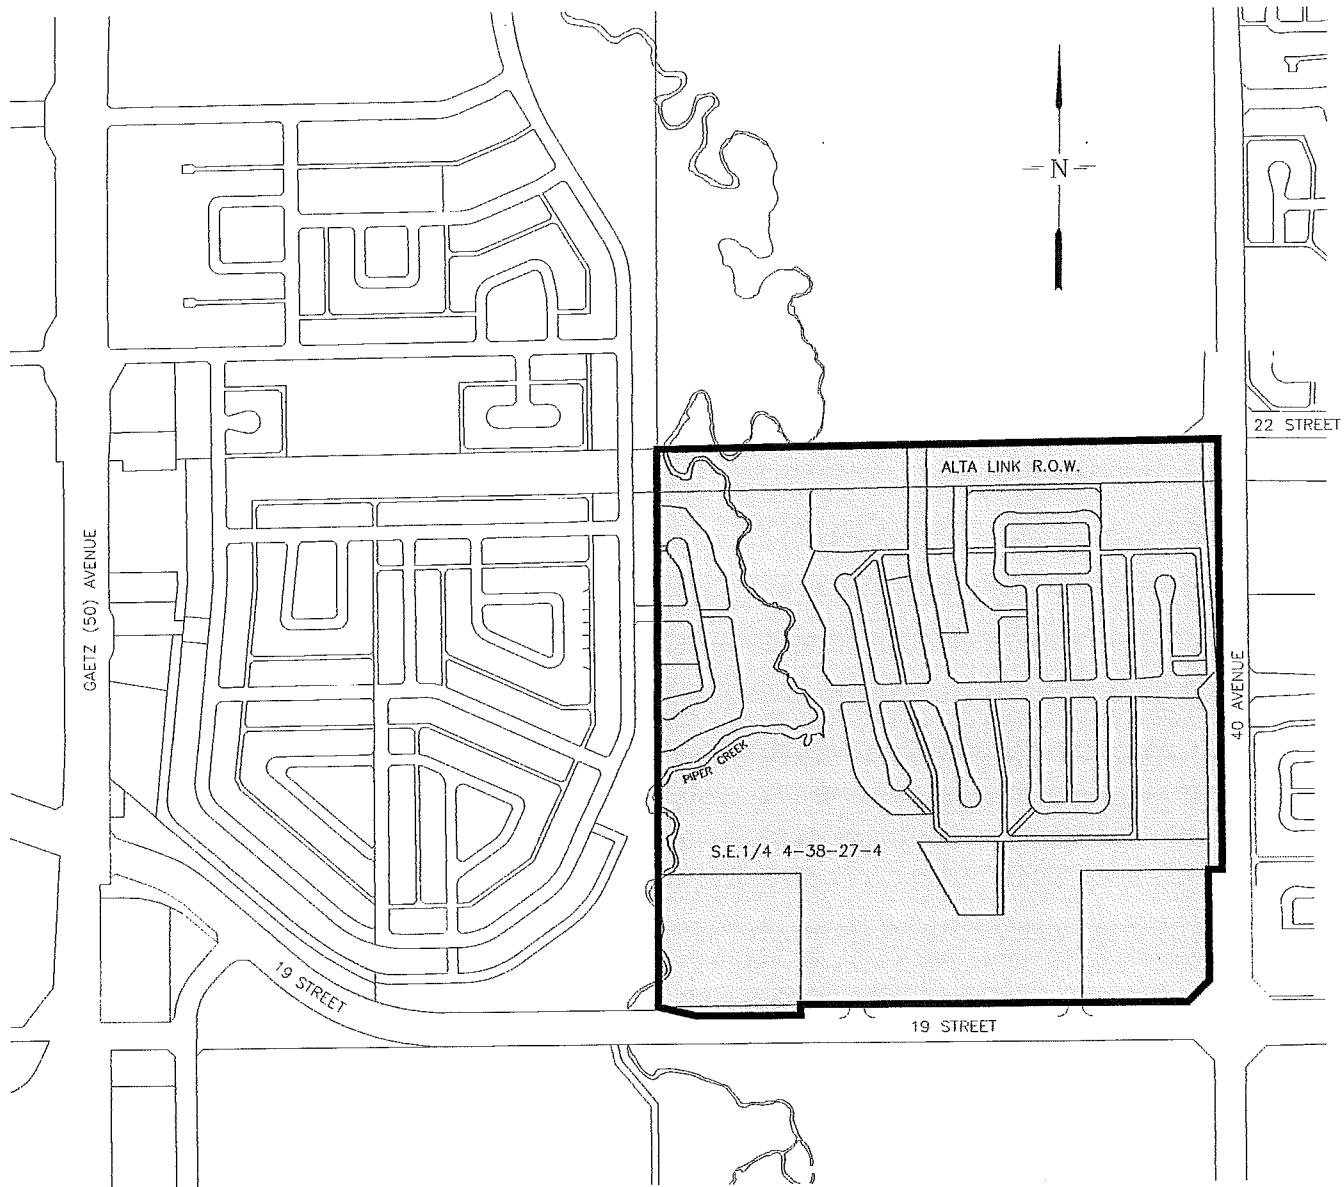 N
22 STREET
ALTA LINK R.O.W.
GAETZ (50) AVENUE
40 AVENUE
PIPER CREEK
S.E.1/4 4-38-27-4
19 STREET
19 STREET